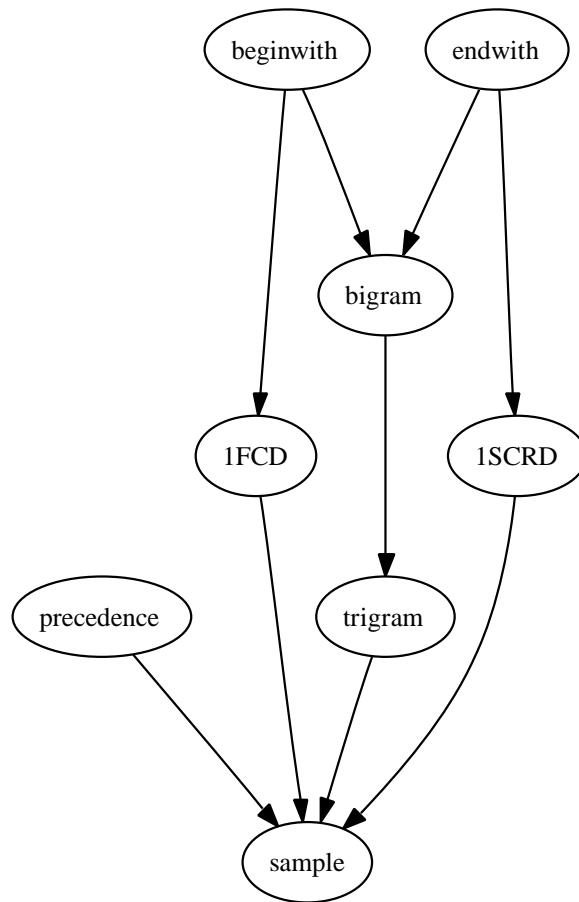 beginwith
endwith
bigram
1FCD
1SCRD
precedence
trigram
sample